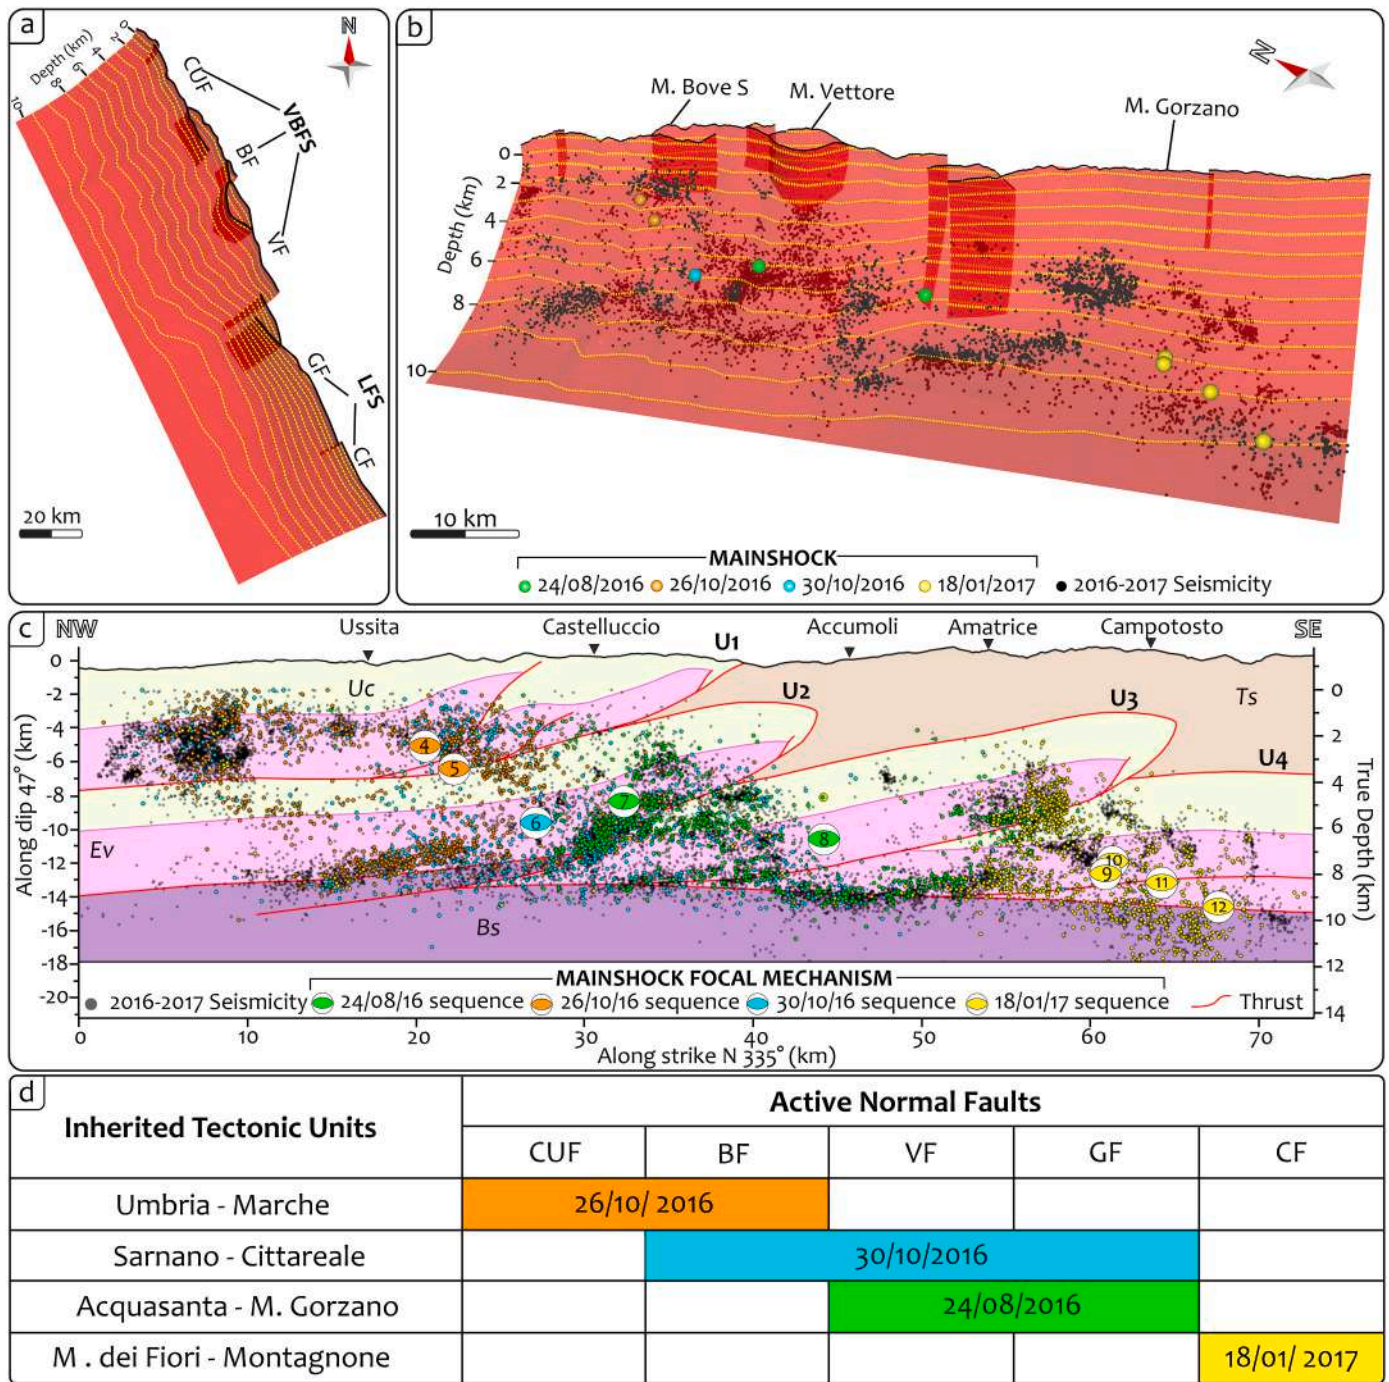 a
N
Depth (km)
0
2
4
6
8
10
CUF
VBFS
BF
VF
GF
LFS
CF
20 km
b
N
M. Bove S
M. Vettore
M. Gorzano
Depth (km)
0
2
4
6
8
10
10 km
MAINSHOCK
24/08/2016 26/10/2016 30/10/2016 18/01/2017 2016-2017 Seismicity
c
NW Ussita Castelluccio U1 Accumoli Amatrice Campotosto SE
Along dip 47° (km)
0
-2
-4
-6
-8
-10
-12
-14
-16
-18
-20
True Depth (km)
0
2
4
6
8
10
12
14
Uc
U2
U3
Ts
U4
Ev
Bs
4
5
6
7
8
10
9
11
12
MAINSHOCK FOCAL MECHANISM
2016-2017 Seismicity 24/08/16 sequence 26/10/16 sequence 30/10/16 sequence 18/01/17 sequence Thrust
0 10 20 30 40 50 60 70
Along strike N 335° (km)
d
Inherited Tectonic Units
Active Normal Faults
CUF BF VF GF CF
Umbria - Marche 26/10/ 2016
Sarnano - Cittareale 30/10/2016
Acquasanta - M. Gorzano 24/08/2016
M . dei Fiori - Montagnone 18/01/ 2017